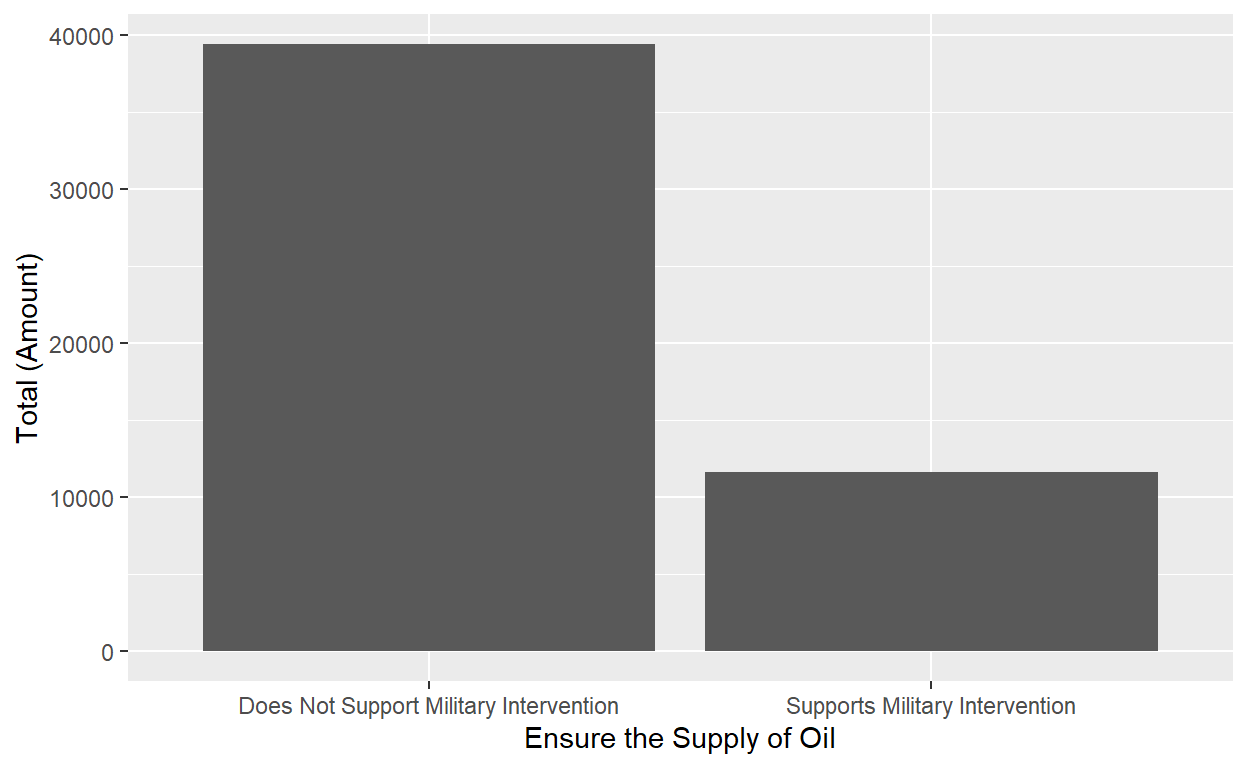 40000
30000
20000
10000
0
Total (Amount)
Does Not Support Military Intervention
Supports Military Intervention
Ensure the Supply of Oil